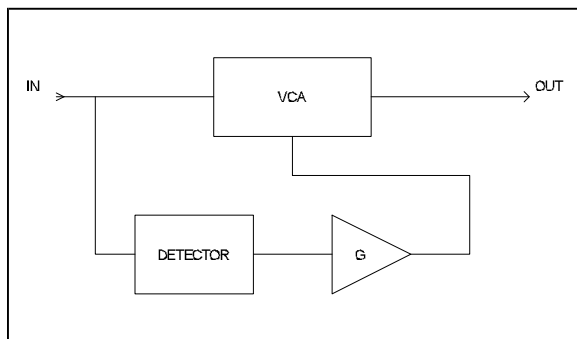 IN
VCA
OUT
DETECTOR
G